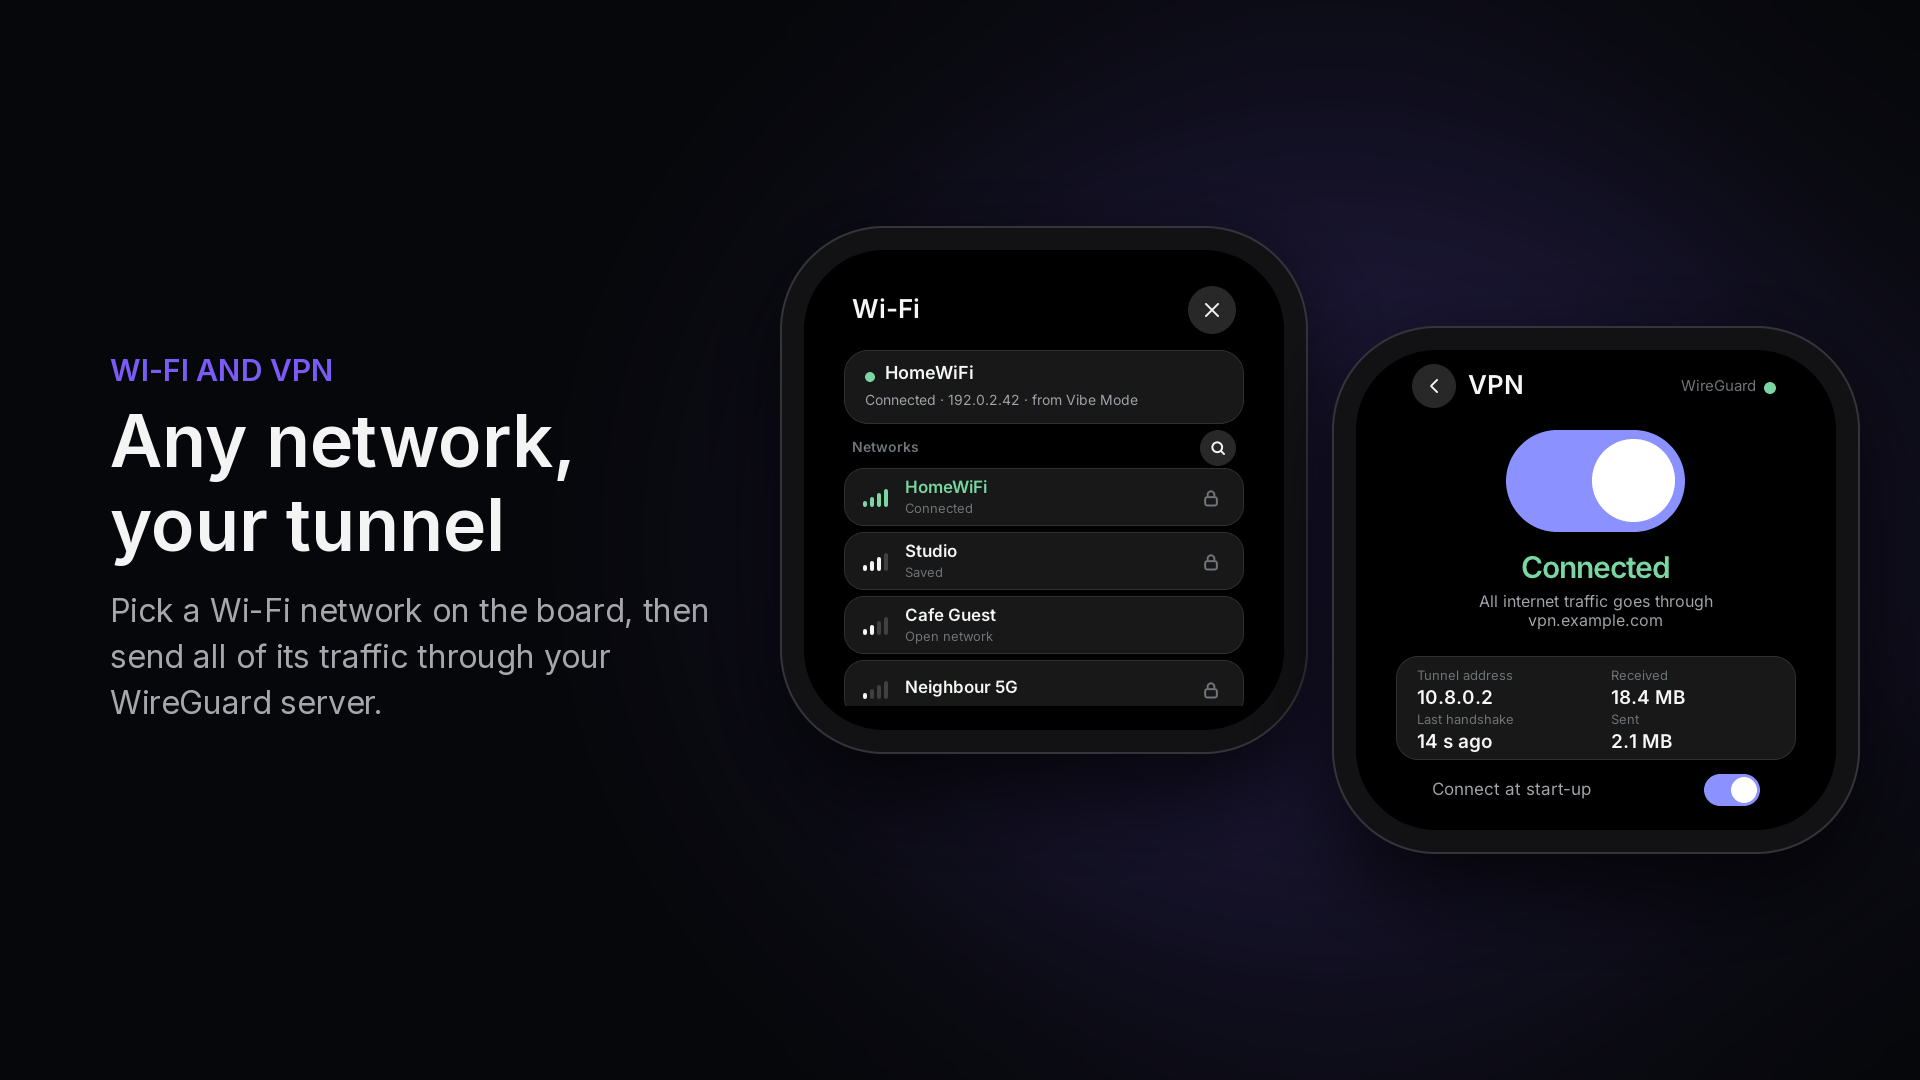 WI-FI AND VPN
Any network,
your tunnel
Pick a Wi-Fi network on the board, then
send all of its traffic through your
WireGuard server.
Wi-Fi
HomeWiFi
Connected · 192.0.2.42 · from Vibe Mode
Networks
HomeWiFi
Connected
Studio
Saved
Cafe Guest
Open network
Neighbour 5G
VPN
WireGuard
Connected
All internet traffic goes through
vpn.example.com
Tunnel address
Received
10.8.0.2
18.4 MB
Last handshake
Sent
14 s ago
2.1 MB
Connect at start-up